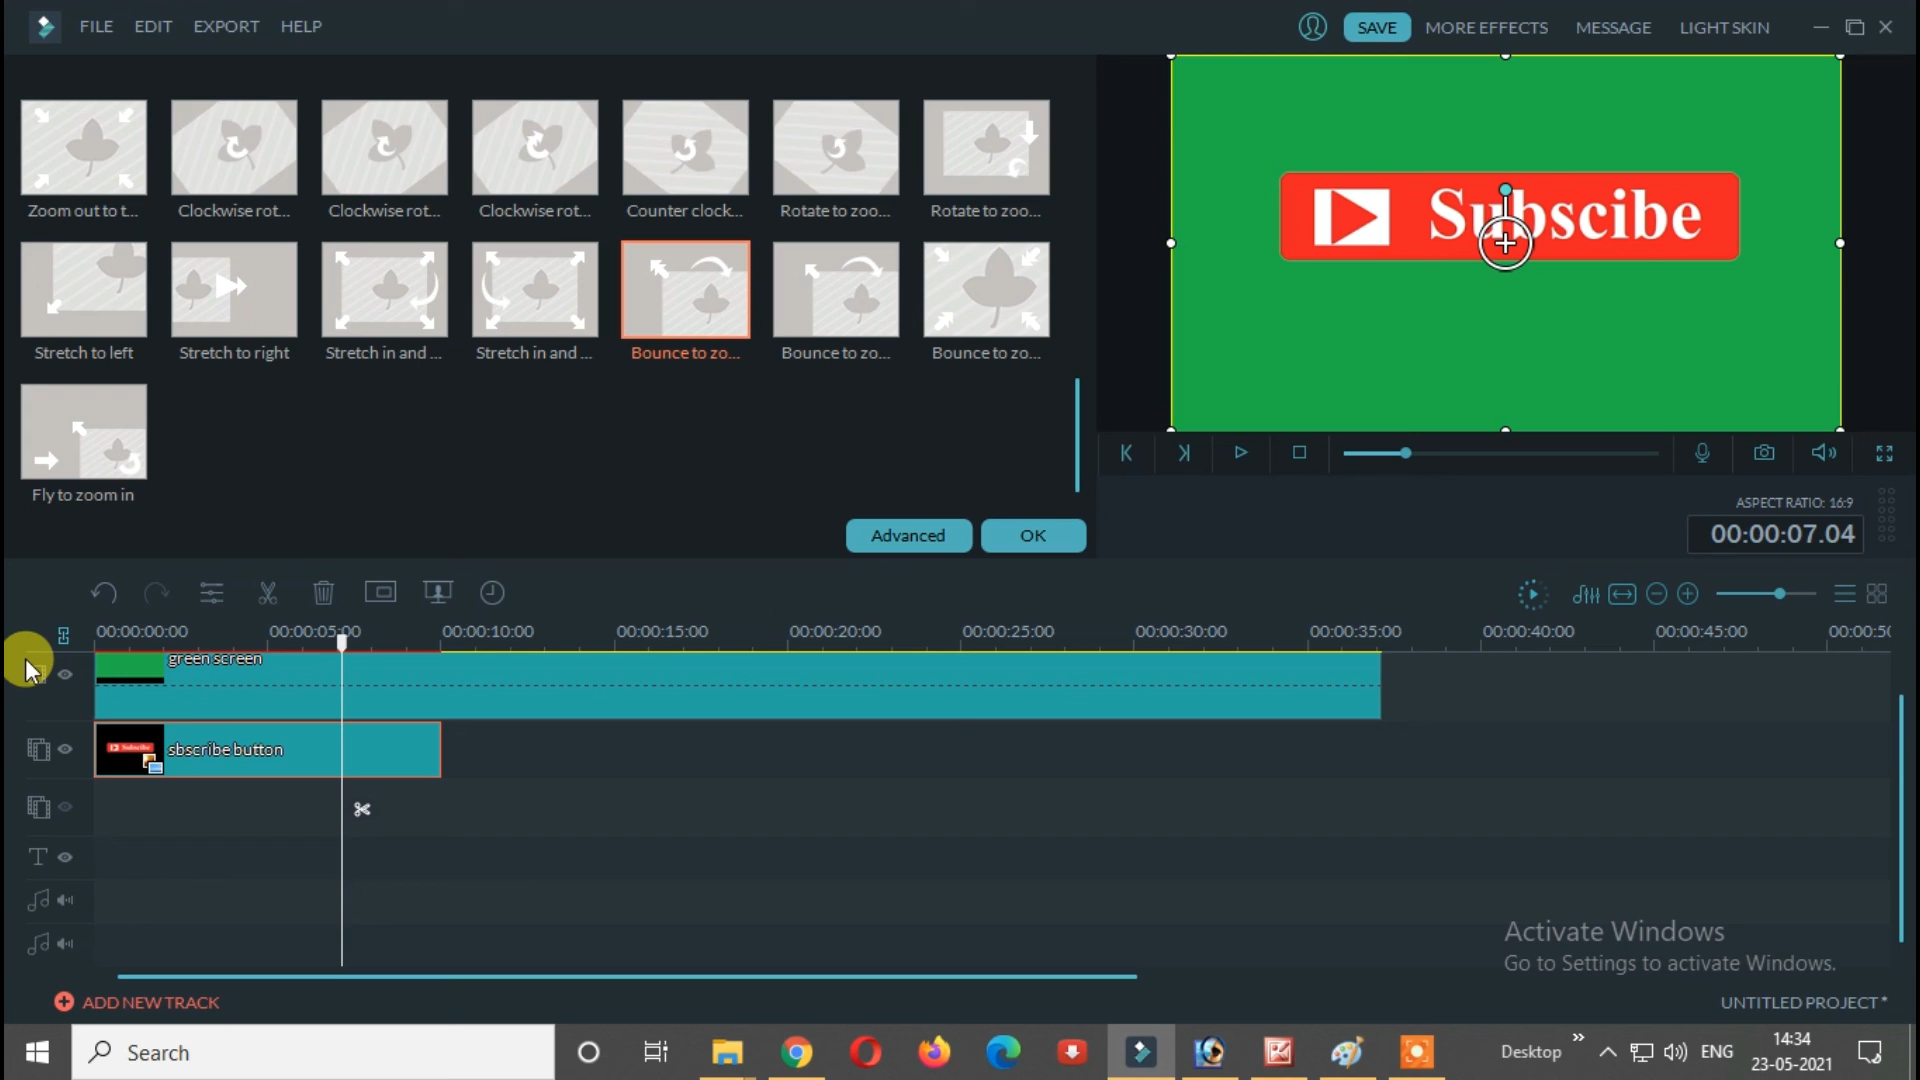 FILE EDIT EXPORT HELP
SAVE MORE EFFECTS MESSAGE LIGHT SKIN
Zoom out to t... Clockwise rot... Clockwise rot... Clockwise rot... Counter clock... Rotate to zoo... Rotate to zoo...
Stretch to left Stretch to right Stretch in and ... Stretch in and ... Bounce to zo... Bounce to zo... Bounce to zo...
Fly to zoom in
Subscibe
Advanced OK
ASPECT RATIO: 16:9
00:00:07.04
00:00:00:00 00:00:05:00 00:00:10:00 00:00:15:00 00:00:20:00 00:00:25:00 00:00:30:00 00:00:35:00 00:00:40:00 00:00:45:00 00:00:50
green screen
sbscribe button
Activate Windows
Go to Settings to activate Windows.
ADD NEW TRACK
UNTITLED PROJECT *
Search
Desktop
ENG
14:34
23-05-2021